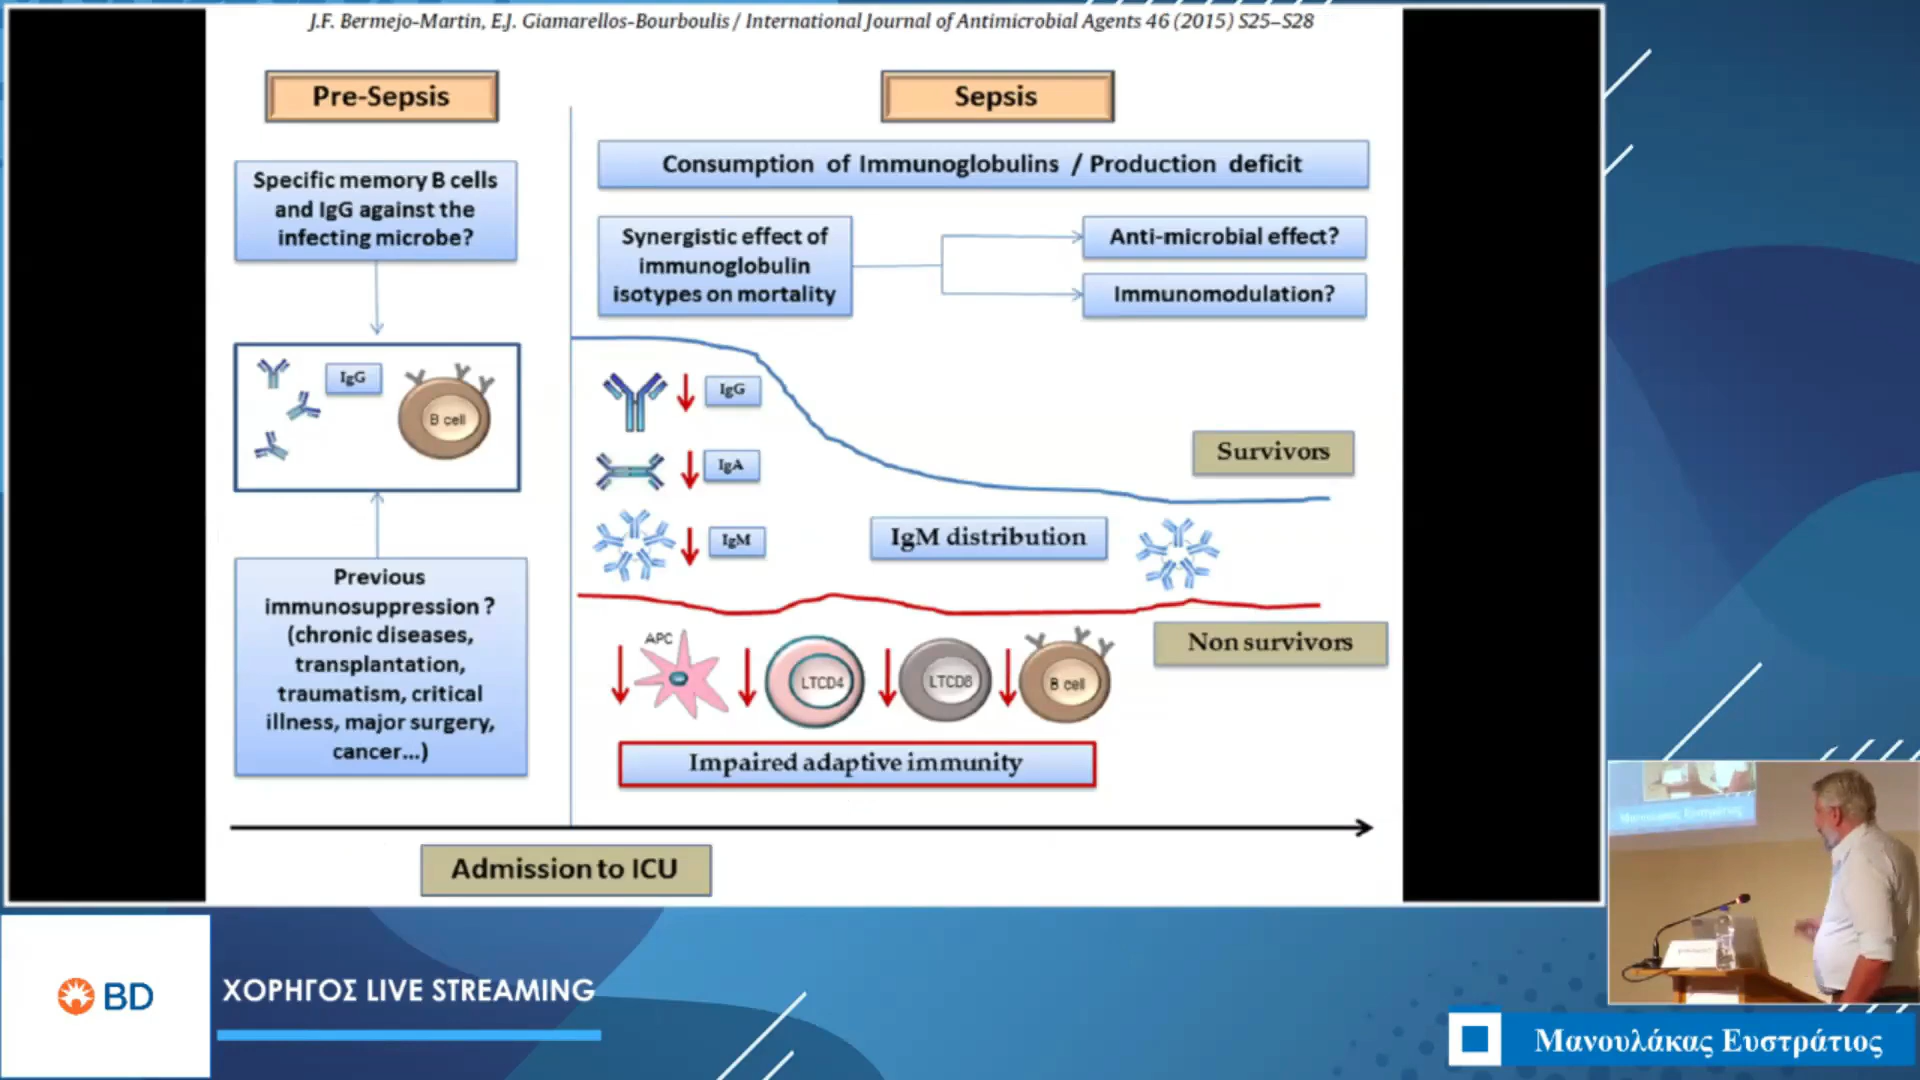 J.F. Bermejo-Martin, E.J. Giamarellos-Bourboulis / International Journal of Antimicrobial Agents 46 (2015) S25–S28
Pre-Sepsis
Sepsis
Specific memory B cells
and IgG against the
infecting microbe?
Consumption of Immunoglobulins / Production deficit
Synergistic effect of
immunoglobulin
isotypes on mortality
Anti-microbial effect?
Immunomodulation?
IgG
B cell
IgG
IgA
IgM
Survivors
IgM distribution
Previous
immunosuppression ?
(chronic diseases,
transplantation,
traumatism, critical
illness, major surgery,
cancer...)
APC
LTCD4
LTCD8
B cell
Non survivors
Impaired adaptive immunity
Admission to ICU
BD
ΧΟΡΗΓΟΣ LIVE STREAMING
Μανουλάκας Ευστράτιος
Μανουλάκας Ευστράτιος